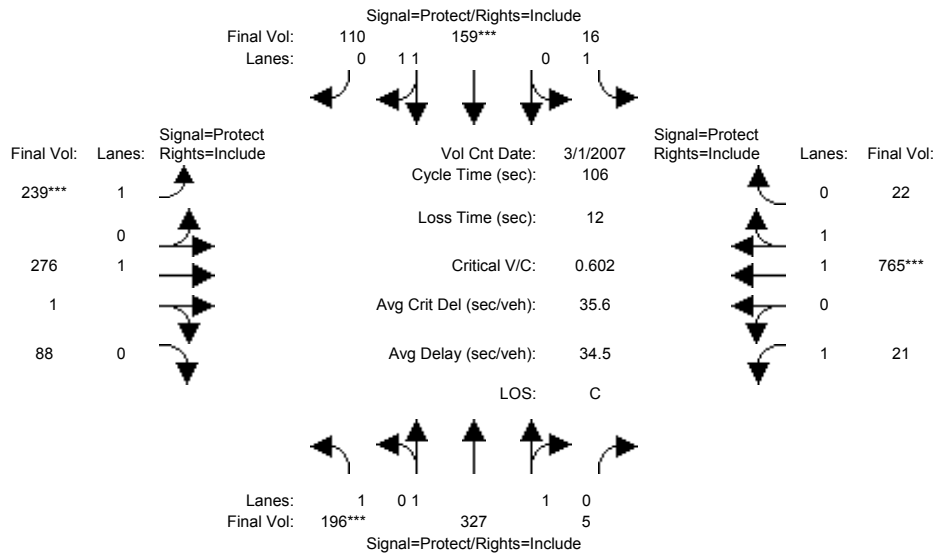 Signal=Protect/Rights=Include
Final Vol: 110 159*** 16
Lanes: 0 1 1 0 1
Signal=Protect
Final Vol: Lanes: Rights=Include
Vol Cnt Date: 3/1/2007
Signal=Protect
Rights=Include Lanes: Final Vol:
Cycle Time (sec): 106
239*** 1
0 22
Loss Time (sec): 12
0
1
276 1
Critical V/C: 0.602
1 765***
1
Avg Crit Del (sec/veh): 35.6
0
88 0
Avg Delay (sec/veh): 34.5
1 21
LOS: C
Lanes: 1 0 1 1 0
Final Vol: 196*** 327 5
Signal=Protect/Rights=Include